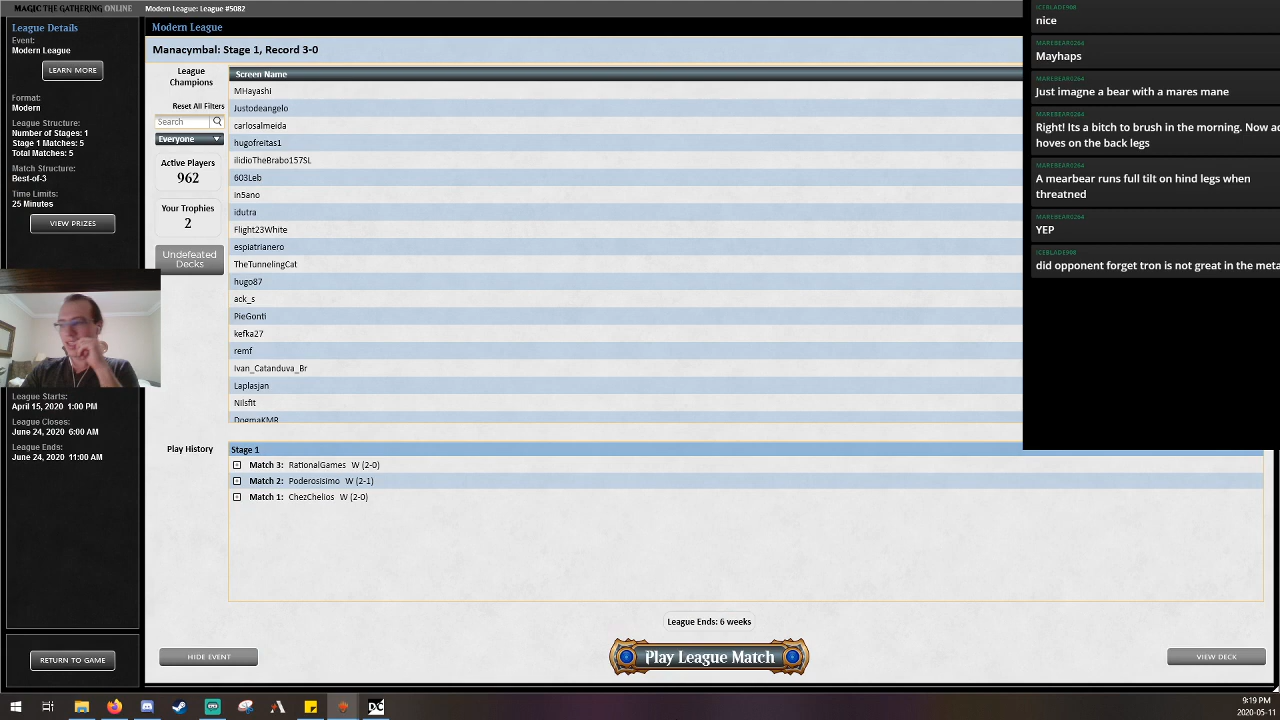 MAGIC THE GATHERING ONLINE
Modern League: League #5082
League Details
Event:
Modern League
LEARN MORE
Format:
Modern
League Structure:
Number of Stages: 1
Stage 1 Matches: 5
Total Matches: 5
Match Structure:
Best-of-3
Time Limits:
25 Minutes
VIEW PRIZES
League Starts:
April 15, 2020 1:00 PM
League Closes:
June 24, 2020 6:00 AM
League Ends:
June 24, 2020 11:00 AM
RETURN TO GAME
Modern League
Manacymbal: Stage 1, Record 3-0
League
Champions
Reset All Filters
Search
Everyone
Active Players
962
Your Trophies
2
Undefeated
Decks
Screen Name
MHayashi
Justodeangelo
carlosalmeida
hugofreitas1
ilidioTheBrabo157SL
603Leb
in5ano
idutra
Flight23White
espiatrianero
TheTunnelingCat
hugo87
ack_s
PieGonti
kefka27
remf
Ivan_Catanduva_Br
Laplasjan
Nilsfit
DogmaKMR
Play History
Stage 1
Match 3: RationalGames W (2-0)
Match 2: Poderosisimo W (2-1)
Match 1: ChezChelios W (2-0)
League Ends: 6 weeks
HIDE EVENT
Play League Match
VIEW DECK
ICEBLADE908
nice
MAREBEAR0264
Mayhaps
MAREBEAR0264
Just imagne a bear with a mares mane
MAREBEAR0264
Right! Its a bitch to brush in the morning. Now ad
hoves on the back legs
MAREBEAR0264
A mearbear runs full tilt on hind legs when
threatned
MAREBEAR0264
YEP
ICEBLADE908
did opponent forget tron is not great in the meta
DC
9:19 PM
2020-05-11